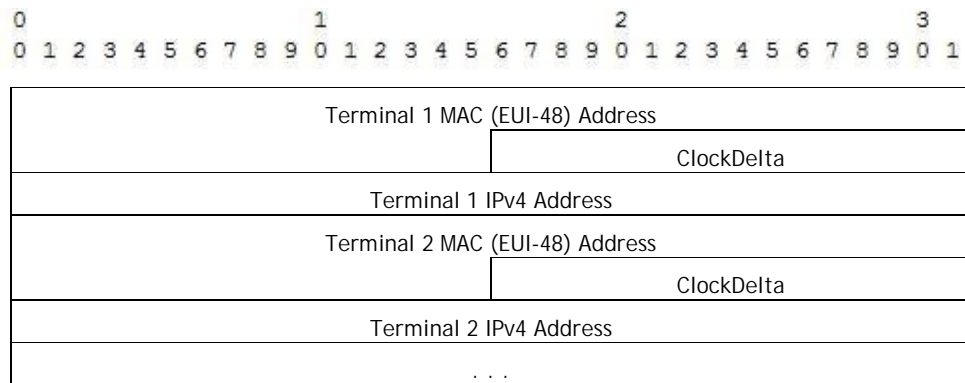 0 1 2 3
0 1 2 3 4 5 6 7 8 9 0 1 2 3 4 5 6 7 8 9 0 1 2 3 4 5 6 7 8 9 0 1
Terminal 1 MAC (EUI-48) Address
ClockDelta
Terminal 1 IPv4 Address
Terminal 2 MAC (EUI-48) Address
ClockDelta
Terminal 2 IPv4 Address
. . .